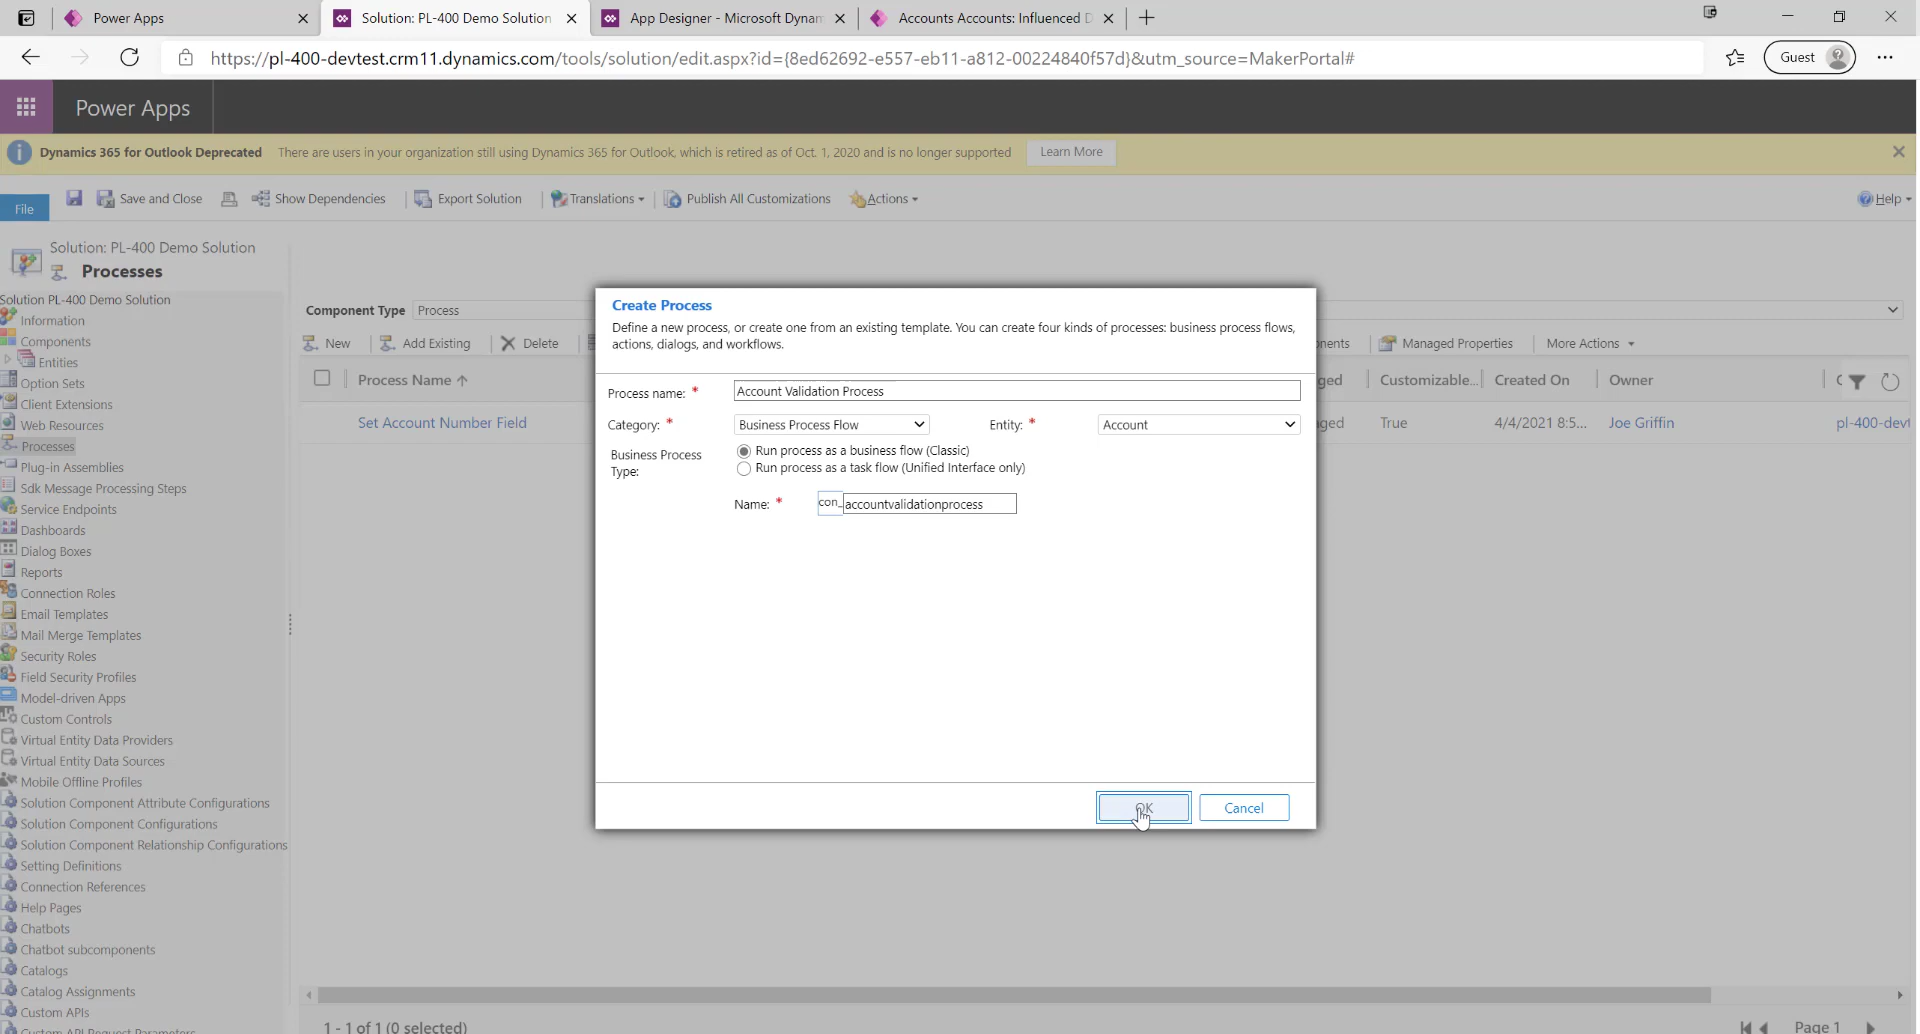 Power Apps
Solution: PL-400 Demo Solution
App Designer - Microsoft Dynam
Accounts Accounts: Influenced D
https://pl-400-devtest.crm11.dynamics.com/tools/solution/edit.aspx?id={8ed62692-e557-eb11-a812-00224840f57d}&utm_source=MakerPortal#
Guest
Power Apps
Dynamics 365 for Outlook Deprecated There are users in your organization still using Dynamics 365 for Outlook, which is retired as of Oct. 1, 2020 and is no longer supported Learn More
File
Save and Close
Show Dependencies
Export Solution
Translations
Publish All Customizations
Actions
Help
Solution: PL-400 Demo Solution
Processes
Solution PL-400 Demo Solution
Information
Components
Entities
Option Sets
Client Extensions
Web Resources
Processes
Plug-in Assemblies
Sdk Message Processing Steps
Service Endpoints
Dashboards
Dialog Boxes
Reports
Connection Roles
Email Templates
Mail Merge Templates
Security Roles
Field Security Profiles
Model-driven Apps
Custom Controls
Virtual Entity Data Providers
Virtual Entity Data Sources
Mobile Offline Profiles
Solution Component Attribute Configurations
Solution Component Configurations
Solution Component Relationship Configurations
Setting Definitions
Connection References
Help Pages
Chatbots
Chatbot subcomponents
Catalogs
Catalog Assignments
Custom APIs
Custom API Request Parameters
Component Type Process
New
Add Existing
Delete
nents
Managed Properties
More Actions
Process Name ↑
ged
Customizable...
Created On
Owner
C
Set Account Number Field
ged
True
4/4/2021 8:5...
Joe Griffin
pl-400-devt
Create Process
Define a new process, or create one from an existing template. You can create four kinds of processes: business process flows,
actions, dialogs, and workflows.
Process name: * Account Validation Process
Category: * Business Process Flow
Entity: * Account
Business Process
Type:
Run process as a business flow (Classic)
Run process as a task flow (Unified Interface only)
Name: * con_accountvalidationprocess
OK
Cancel
1 - 1 of 1 (0 selected)
Page 1